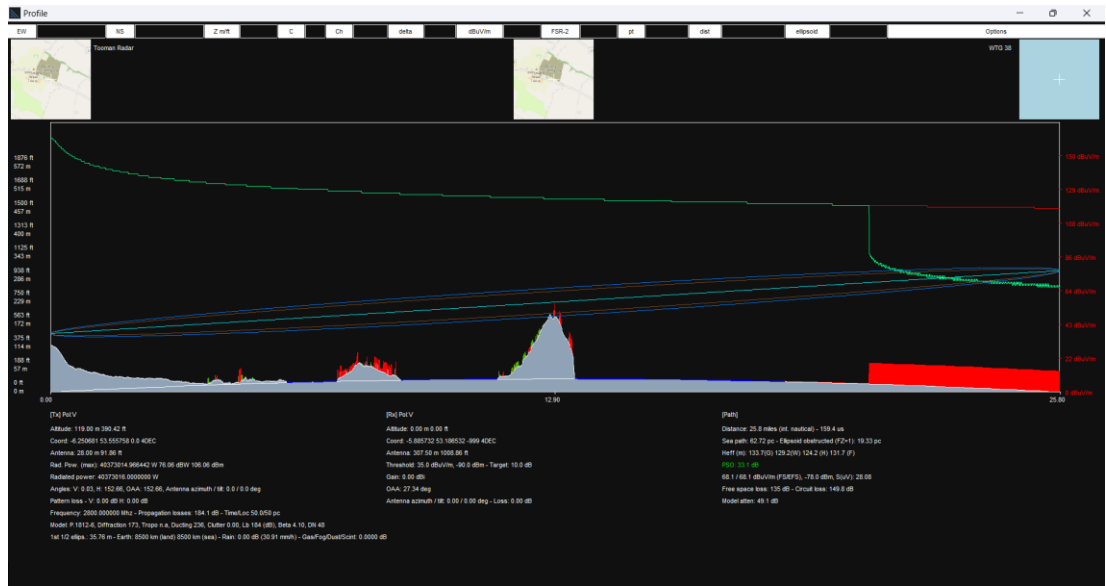 Profile
EW NS Z m/ft C Ch delta dBuV/m FSR-2 pt dist ellipsoid Options
Tooman Radar WTG 38
1876 ft
572 m
1688 ft
515 m
1500 ft
457 m
1313 ft
400 m
1125 ft
343 m
938 ft
286 m
750 ft
229 m
563 ft
172 m
375 ft
114 m
188 ft
57 m
0 ft
0 m
150 dBuV/m
128 dBuV/m
106 dBuV/m
64 dBuV/m
22 dBuV/m
0 dBuV/m
0.00 12.90 25.80
[Tx] Pol:V
Altitude: 119.00 m 390.42 ft
Coord: -6.250681 53.555758 0.0 4DEC
Antenna: 28.00 m 91.86 ft
Rad. Pow. (max): 40373014.966442 W 76.06 dBW 106.06 dBm
Radiated power: 40373016.0000000 W
Angles: V: 0.03, H: 152.66, OAA: 152.66, Antenna azimuth / tilt: 0.0 / 0.0 deg
Pattern loss - V: 0.00 dB H: 0.00 dB
Frequency: 2800.000000 Mhz - Propagation losses: 184.1 dB - Time/Loc 50.0/50 pc
Model: P.1812-6, Diffraction 173, Tropo n.a, Ducting 236, Clutter 0.00, Lb 184 (dB), Beta 4.10, DN 48
1st 1/2 ellips.: 35.76 m - Earth: 8500 km (land) 8500 km (sea) - Rain: 0.00 dB (30.91 mm/h) - Gas/Fog/Dust/Scint: 0.0000 dB
[Rx] Pol:V
Altitude: 0.00 m 0.00 ft
Coord: -5.885732 53.186532 -999 4DEC
Antenna: 307.50 m 1008.86 ft
Threshold: 35.0 dBuV/m, -90.0 dBm - Target: 10.0 dB
Gain: 0.00 dBi
OAA: 27.34 deg
Antenna azimuth / tilt: 0.00 / 0.00 deg - Loss: 0.00 dB
[Path]
Distance: 25.8 miles (int. nautical) - 159.4 us
Sea path: 62.72 pc - Ellipsoid obstructed (FZ=1): 19.33 pc
Heff (m): 133.7(G) 129.2(W) 124.2 (H) 131.7 (F)
PSO: 33.1 dB
68.1 / 68.1 dBuV/m (FS/EFS), -78.0 dBm, S(uV): 28.08
Free space loss: 135 dB - Circuit loss: 149.8 dB
Model atten: 49.1 dB